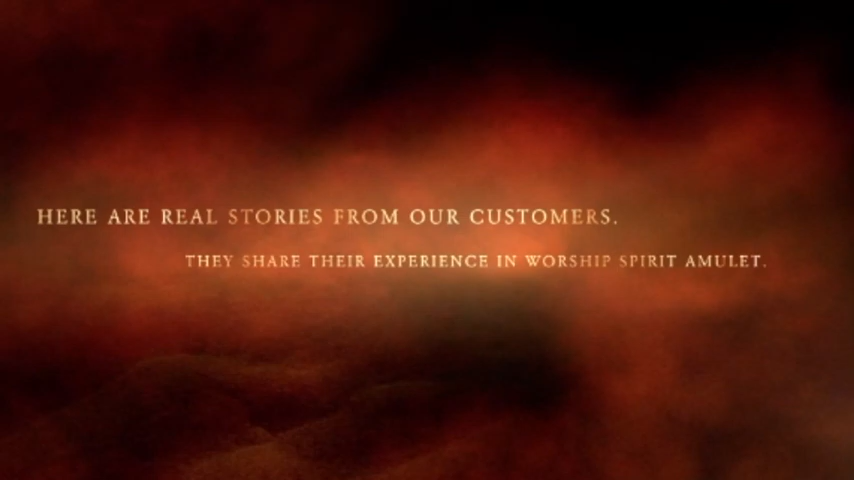 HERE ARE REAL STORIES FROM OUR CUSTOMERS.
THEY SHARE THEIR EXPERIENCE IN WORSHIP SPIRIT AMULET.